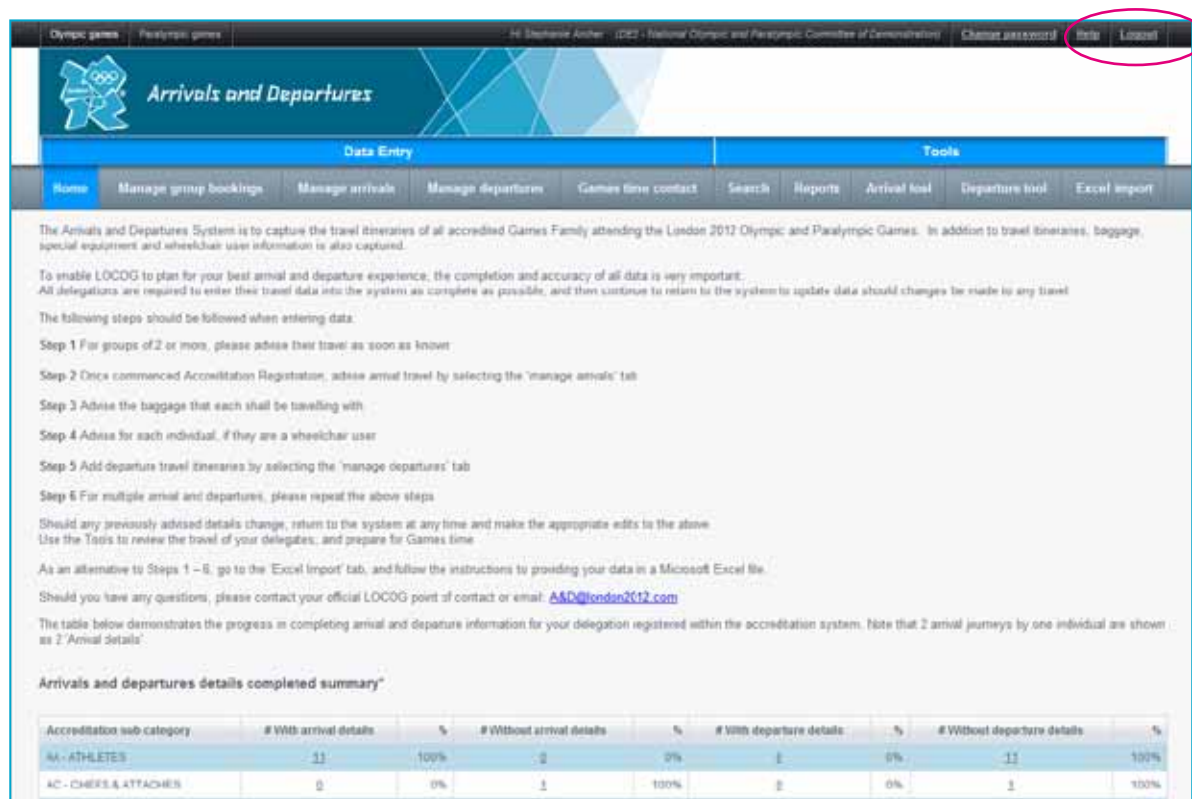 Olympic games Paralympic games Hi Stephanie Archer (DE2 - National Olympic and Paralympic Committee of Demonstration) Change password Help Logout
Arrivals and Departures
Data Entry Tools
Home Manage group bookings Manage arrivals Manage departures Games time contact Search Reports Arrival tool Departure tool Excel import
The Arrivals and Departures System is to capture the travel itineraries of all accredited Games Family attending the London 2012 Olympic and Paralympic Games. In addition to travel itineraries, baggage,
special equipment and wheelchair user information is also captured.
To enable LOCOG to plan for your best arrival and departure experience, the completion and accuracy of all data is very important.
All delegations are required to enter their travel data into the system as complete as possible, and then continue to return to the system to update data should changes be made to any travel
The following steps should be followed when entering data:
Step 1 For groups of 2 or more, please advise their travel as soon as known
Step 2 Once commenced Accreditation Registration, advise arrival travel by selecting the 'manage arrivals' tab
Step 3 Advise the baggage that each shall be travelling with
Step 4 Advise for each individual, if they are a wheelchair user
Step 5 Add departure travel itineraries by selecting the 'manage departures' tab
Step 6 For multiple arrival and departures, please repeat the above steps
Should any previously advised details change, return to the system at any time and make the appropriate edits to the above
Use the Tools to review the travel of your delegates, and prepare for Games time
As an alternative to Steps 1 – 6, go to the 'Excel Import' tab, and follow the instructions to providing your data in a Microsoft Excel file.
Should you have any questions, please contact your official LOCOG point of contact or email: A&D@london2012.com
The table below demonstrates the progress in completing arrival and departure information for your delegation registered within the accreditation system. Note that 2 arrival journeys by one individual are shown
as 2 'Arrival details'
Arrivals and departures details completed summary*
Accreditation sub category # With arrival details % # Without arrival details % # With departure details % # Without departure details %
AA - ATHLETES 11 100% 0 0% 0% 11 100%
AC - CHEFS & ATTACHES 0 0% 1 100% 0 0% 1 100%